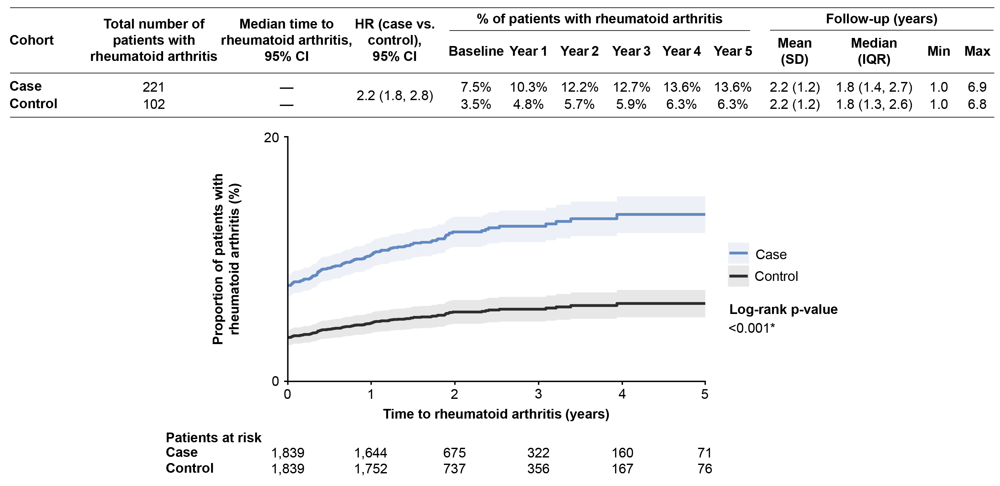 Cohort
Total number of
patients with
rheumatoid arthritis
Median time to
rheumatoid arthritis,
95% CI
HR (case vs.
control),
95% CI
% of patients with rheumatoid arthritis
Baseline Year 1 Year 2 Year 3 Year 4 Year 5
Follow-up (years)
Mean
(SD)
Median
(IQR)
Min Max
Case 221 — 7.5% 10.3% 12.2% 12.7% 13.6% 13.6% 2.2 (1.2) 1.8 (1.4, 2.7) 1.0 6.9
2.2 (1.8, 2.8)
Control 102 — 3.5% 4.8% 5.7% 5.9% 6.3% 6.3% 2.2 (1.2) 1.8 (1.3, 2.6) 1.0 6.8
Proportion of patients with
rheumatoid arthritis (%)
20
0
0 1 2 3 4 5
Time to rheumatoid arthritis (years)
Case
Control
Log-rank p-value
<0.001*
Patients at risk
Case 1,839 1,644 675 322 160 71
Control 1,839 1,752 737 356 167 76